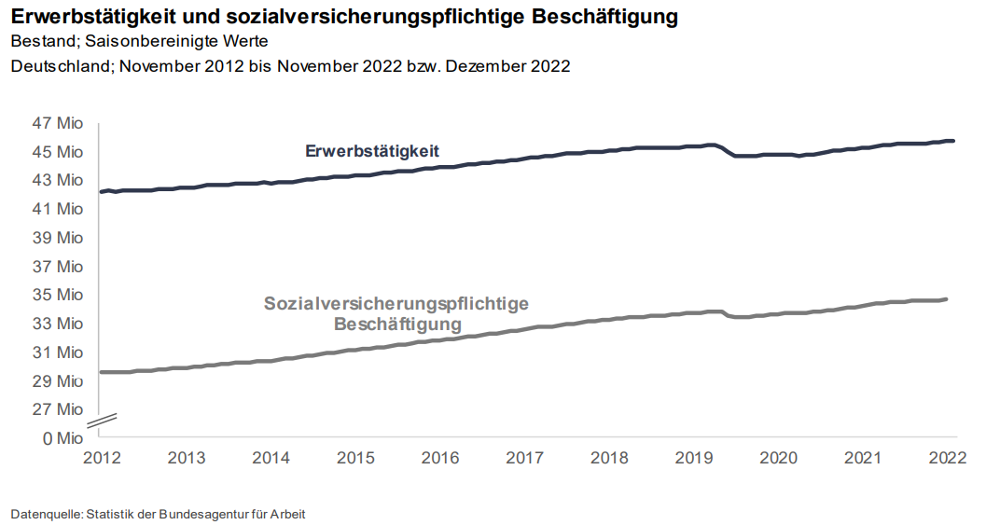 Erwerbstätigkeit und sozialversicherungspflichtige Beschäftigung
Bestand; Saisonbereinigte Werte
Deutschland; November 2012 bis November 2022 bzw. Dezember 2022
47 Mio
45 Mio
43 Mio
41 Mio
39 Mio
37 Mio
35 Mio
33 Mio
31 Mio
29 Mio
27 Mio
0 Mio
Erwerbstätigkeit
Sozialversicherungspflichtige
Beschäftigung
2012 2013 2014 2015 2016 2017 2018 2019 2020 2021 2022
Datenquelle: Statistik der Bundesagentur für Arbeit